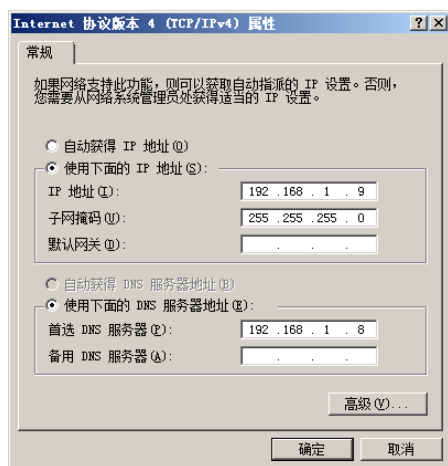 Internet 协议版本 4 (TCP/IPv4) 属性
常规
如果网络支持此功能，则可以获取自动指派的 IP 设置。否则，
您需要从网络系统管理员处获得适当的 IP 设置。
自动获得 IP 地址(O)
使用下面的 IP 地址(S):
IP 地址(I): 192 .168 . 1 . 9
子网掩码(U): 255 .255 .255 . 0
默认网关(D): . . .
自动获得 DNS 服务器地址(B)
使用下面的 DNS 服务器地址(E):
首选 DNS 服务器(P): 192 .168 . 1 . 8
备用 DNS 服务器(A): . . .
高级(V)...
确定 取消